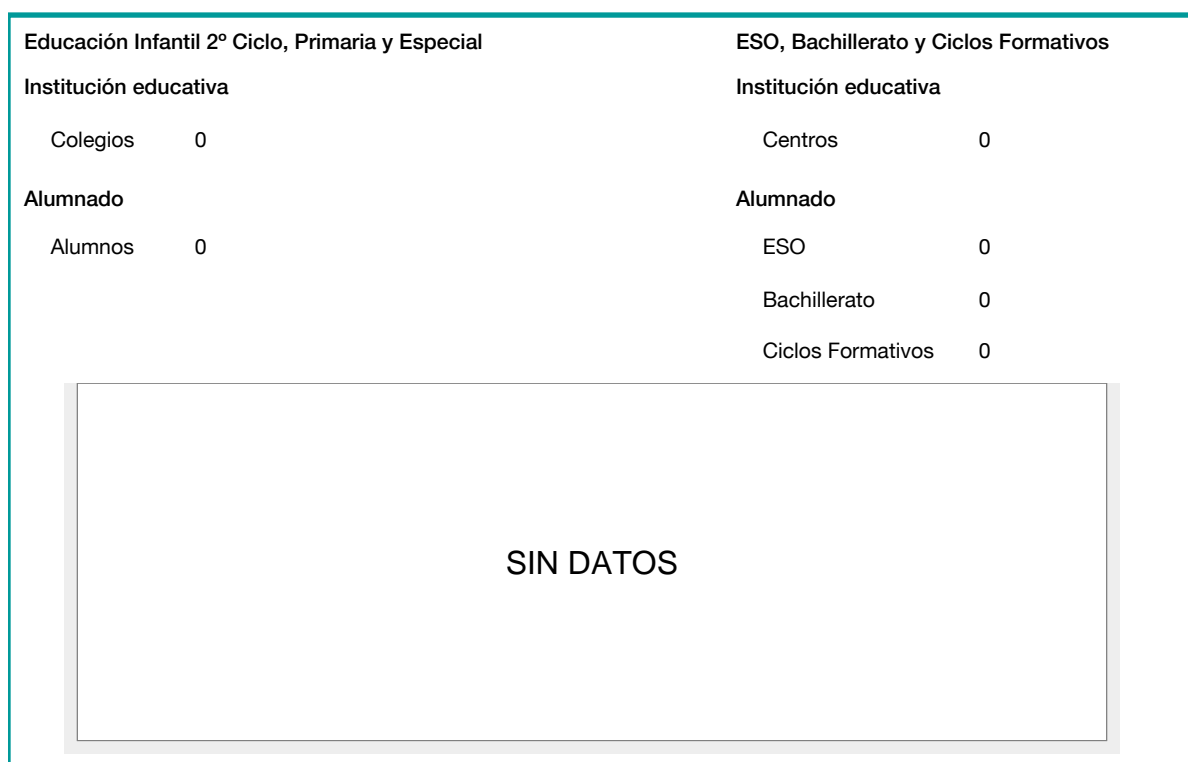 Educación Infantil 2º Ciclo, Primaria y Especial
Institución educativa
Colegios 0
Alumnado
Alumnos 0
ESO, Bachillerato y Ciclos Formativos
Institución educativa
Centros 0
Alumnado
ESO 0
Bachillerato 0
Ciclos Formativos 0
SIN DATOS